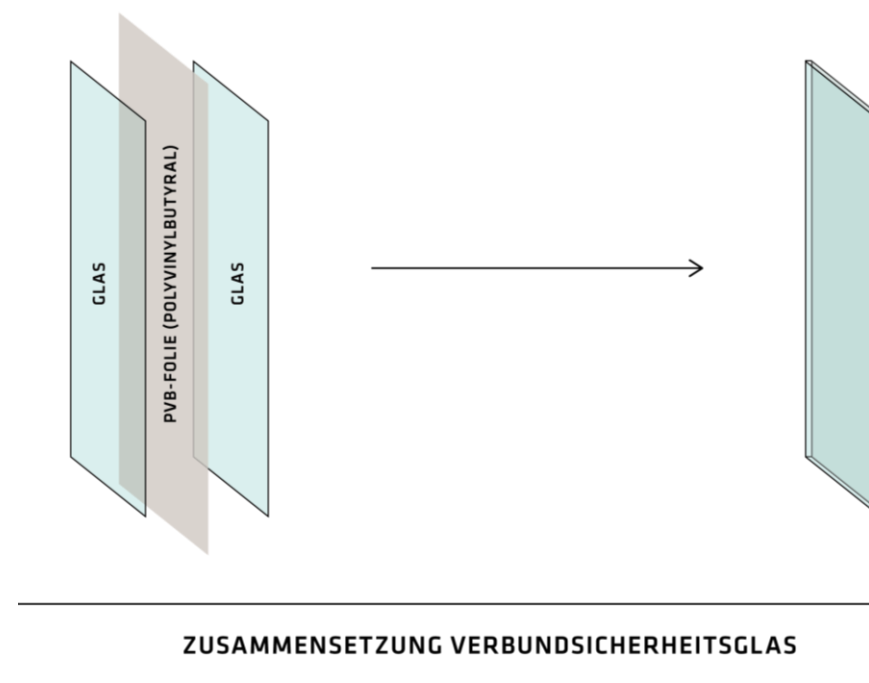 GLAS
PVB-FOLIE (POLYVINYLBUTYRAL)
GLAS
ZUSAMMENSETZUNG VERBUNDSICHERHEITSGLAS